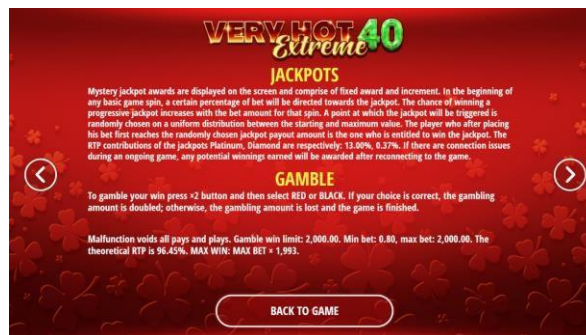 VERY HOT 40
Extreme
JACKPOTS
Mystery jackpot awards are displayed on the screen and comprise of fixed award and increment. In the beginning of
any basic game spin, a certain percentage of bet will be directed towards the jackpot. The chance of winning a
progressive jackpot increases with the bet amount for that spin. A point at which the jackpot will be triggered is
randomly chosen on a uniform distribution between the starting and maximum value. The player who after placing
his bet first reaches the randomly chosen jackpot payout amount is the one who is entitled to win the jackpot. The
RTP contributions of the jackpots Platinum, Diamond are respectively: 13.00%, 0.37%. If there are connection issues
during an ongoing game, any potential winnings earned will be awarded after reconnecting to the game.
GAMBLE
To gamble your win press ×2 button and then select RED or BLACK. If your choice is correct, the gambling
amount is doubled; otherwise, the gambling amount is lost and the game is finished.
Malfunction voids all pays and plays. Gamble win limit: 2,000.00. Min bet: 0.80, max bet: 2,000.00. The
theoretical RTP is 96.45%. MAX WIN: MAX BET × 1,993.
BACK TO GAME